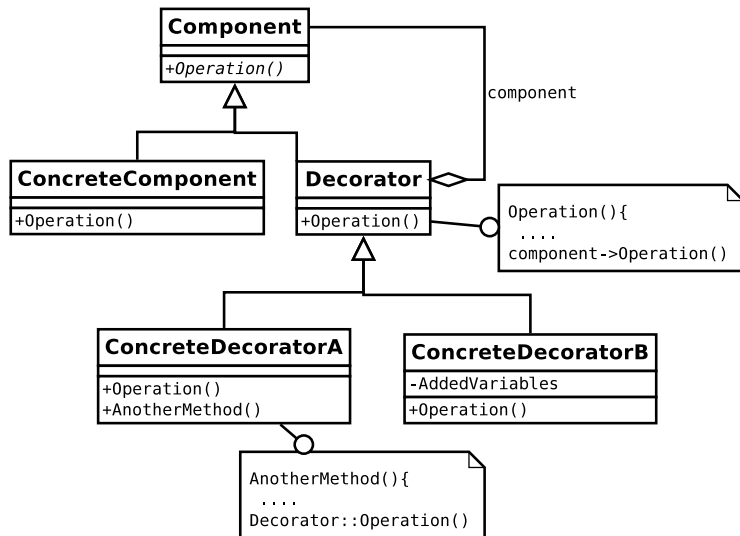 Component
+Operation()
component
ConcreteComponent
+Operation()
Decorator
+Operation()
Operation(){
....
component->Operation()
ConcreteDecoratorA
+Operation()
+AnotherMethod()
ConcreteDecoratorB
-AddedVariables
+Operation()
AnotherMethod(){
....
Decorator::Operation()